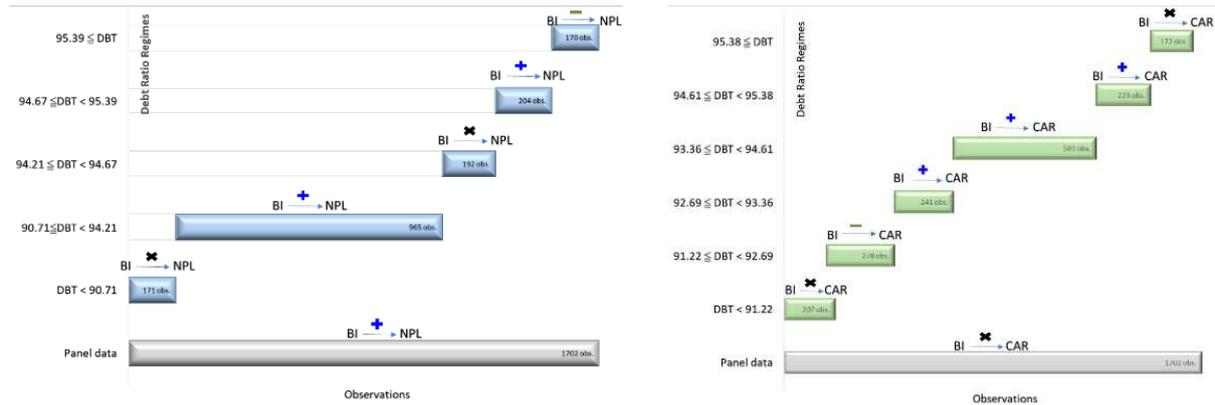 BI NPL
95.39 ≦ DBT
170 obs.
Debt Ratio Regimes
BI NPL
94.67 ≦DBT < 95.39
204 obs.
BI NPL
94.21 ≦ DBT < 94.67
192 obs.
BI NPL
90.71≦DBT < 94.21
965 obs.
BI NPL
DBT < 90.71
171 obs.
BI NPL
Panel data
1702 obs.
Observations
BI CAR
95.38 ≦ DBT
172 obs.
Debt Ratio Regimes
BI CAR
94.61 ≦ DBT < 95.38
223 obs.
BI CAR
93.36 ≦ DBT < 94.61
581 obs.
BI CAR
92.69 ≦ DBT < 93.36
241 obs.
BI CAR
91.22 ≦ DBT < 92.69
278 obs.
BI CAR
DBT < 91.22
207 obs.
BI CAR
Panel data
1702 obs.
Observations